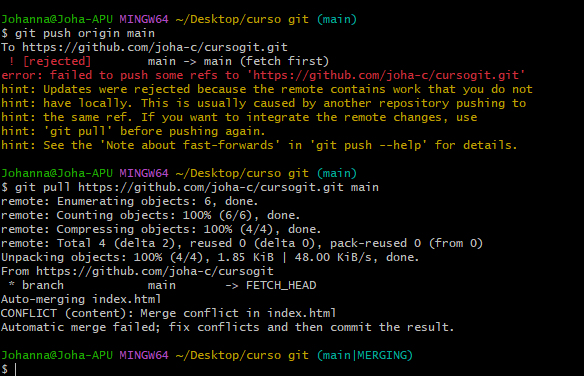 Johanna@Joha-APU MINGW64 ~/Desktop/curso git (main)
$ git push origin main
To https://github.com/joha-c/cursogit.git
 ! [rejected]        main -> main (fetch first)
error: failed to push some refs to 'https://github.com/joha-c/cursogit.git'
hint: Updates were rejected because the remote contains work that you do not
hint: have locally. This is usually caused by another repository pushing to
hint: the same ref. If you want to integrate the remote changes, use
hint: 'git pull' before pushing again.
hint: See the 'Note about fast-forwards' in 'git push --help' for details.
Johanna@Joha-APU MINGW64 ~/Desktop/curso git (main)
$ git pull https://github.com/joha-c/cursogit.git main
remote: Enumerating objects: 6, done.
remote: Counting objects: 100% (6/6), done.
remote: Compressing objects: 100% (4/4), done.
remote: Total 4 (delta 2), reused 0 (delta 0), pack-reused 0 (from 0)
Unpacking objects: 100% (4/4), 1.85 KiB | 48.00 KiB/s, done.
From https://github.com/joha-c/cursogit
 * branch            main       -> FETCH_HEAD
Auto-merging index.html
CONFLICT (content): Merge conflict in index.html
Automatic merge failed; fix conflicts and then commit the result.
Johanna@Joha-APU MINGW64 ~/Desktop/curso git (main|MERGING)
$